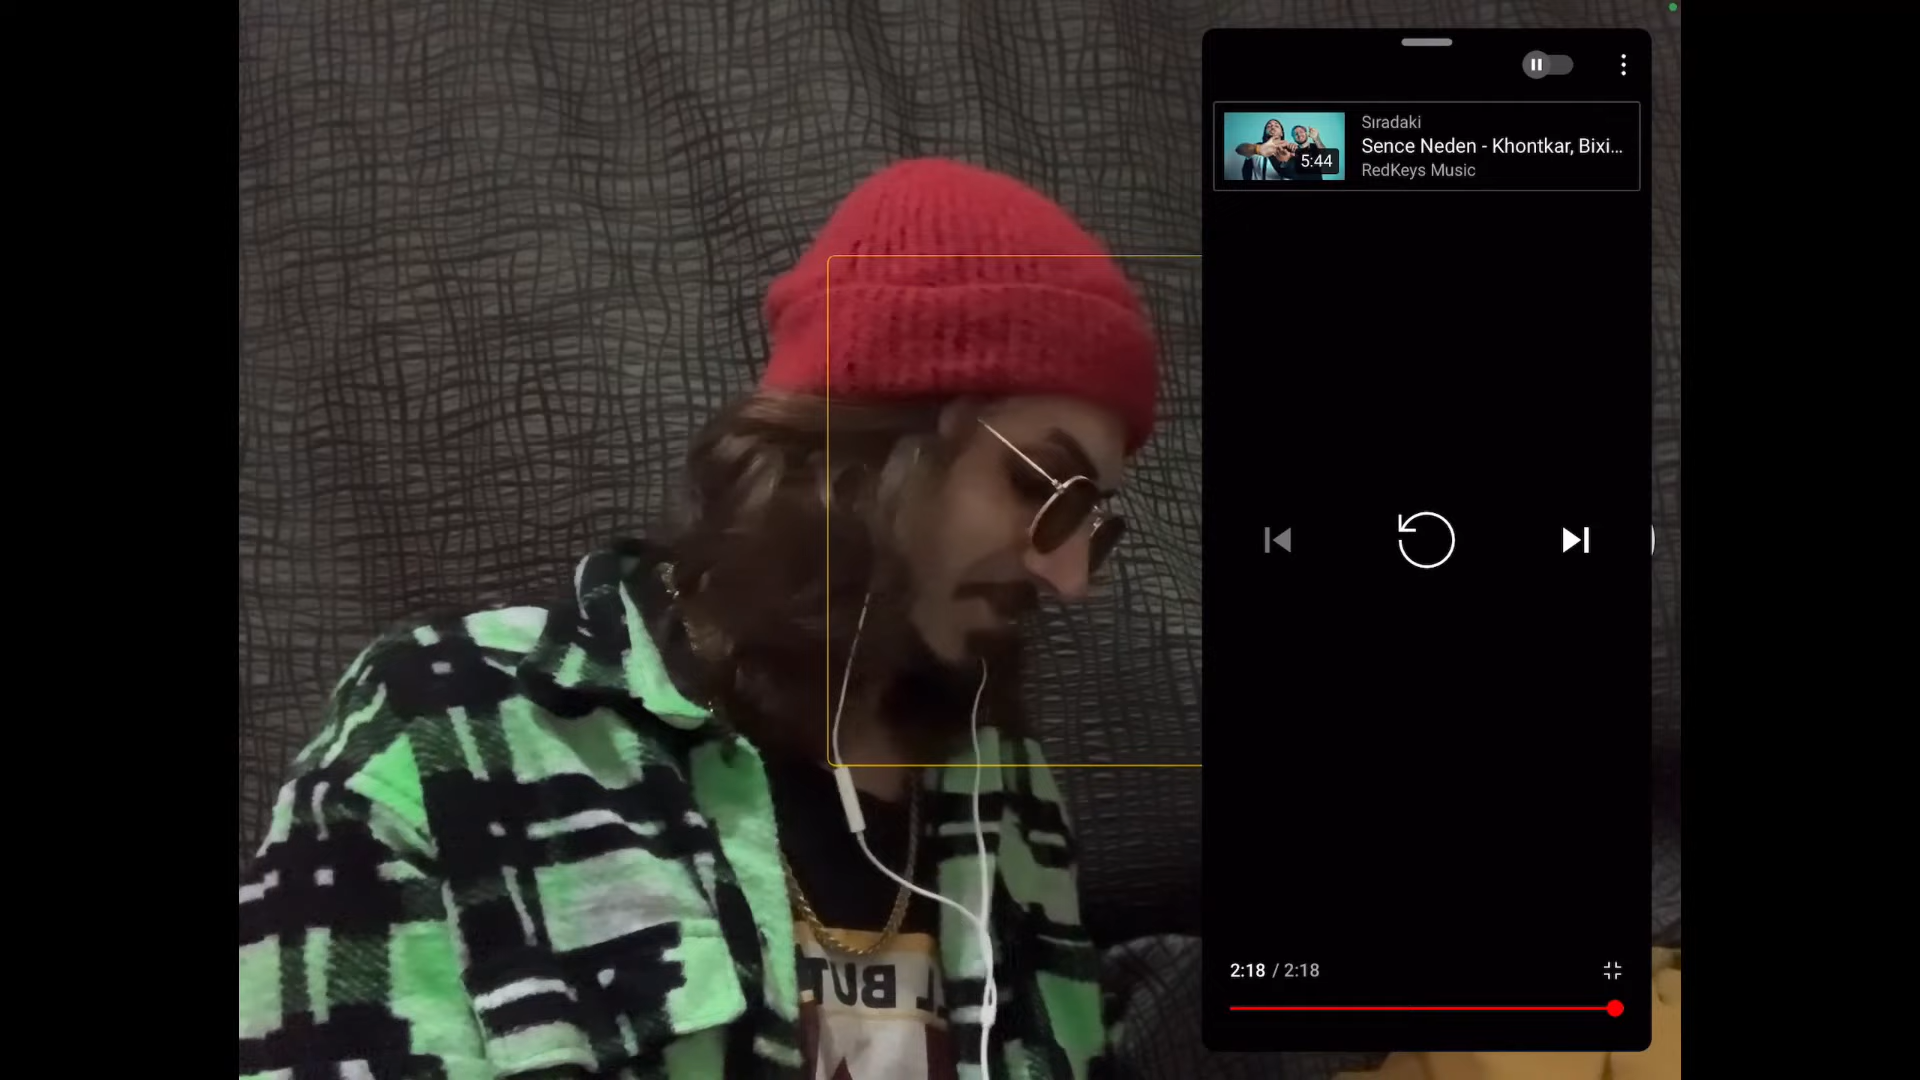 Sıradaki
Sence Neden - Khontkar, Bixi...
5:44
RedKeys Music
2:18 / 2:18